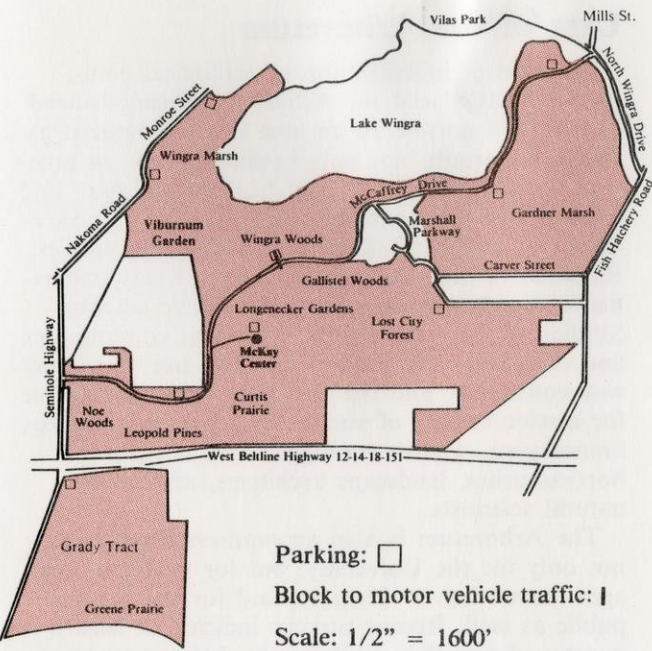 Vilas Park
Mills St.
North Wingra Drive
Lake Wingra
Monroe Street
Wingra Marsh
McCaffrey Drive
Nakoma Road
Viburnum
Garden
Wingra Woods
Marshall
Parkway
Gardner Marsh
Fish Hatchery Road
Carver Street
Gallistel Woods
Longenecker Gardens
Lost City
Forest
McKay
Center
Seminole Highway
Noe
Woods
Curtis
Prairie
Leopold Pines
West Beltline Highway 12-14-18-151
Grady Tract
Greene Prairie
Parking: □
Block to motor vehicle traffic:
Scale: 1/2" = 1600'